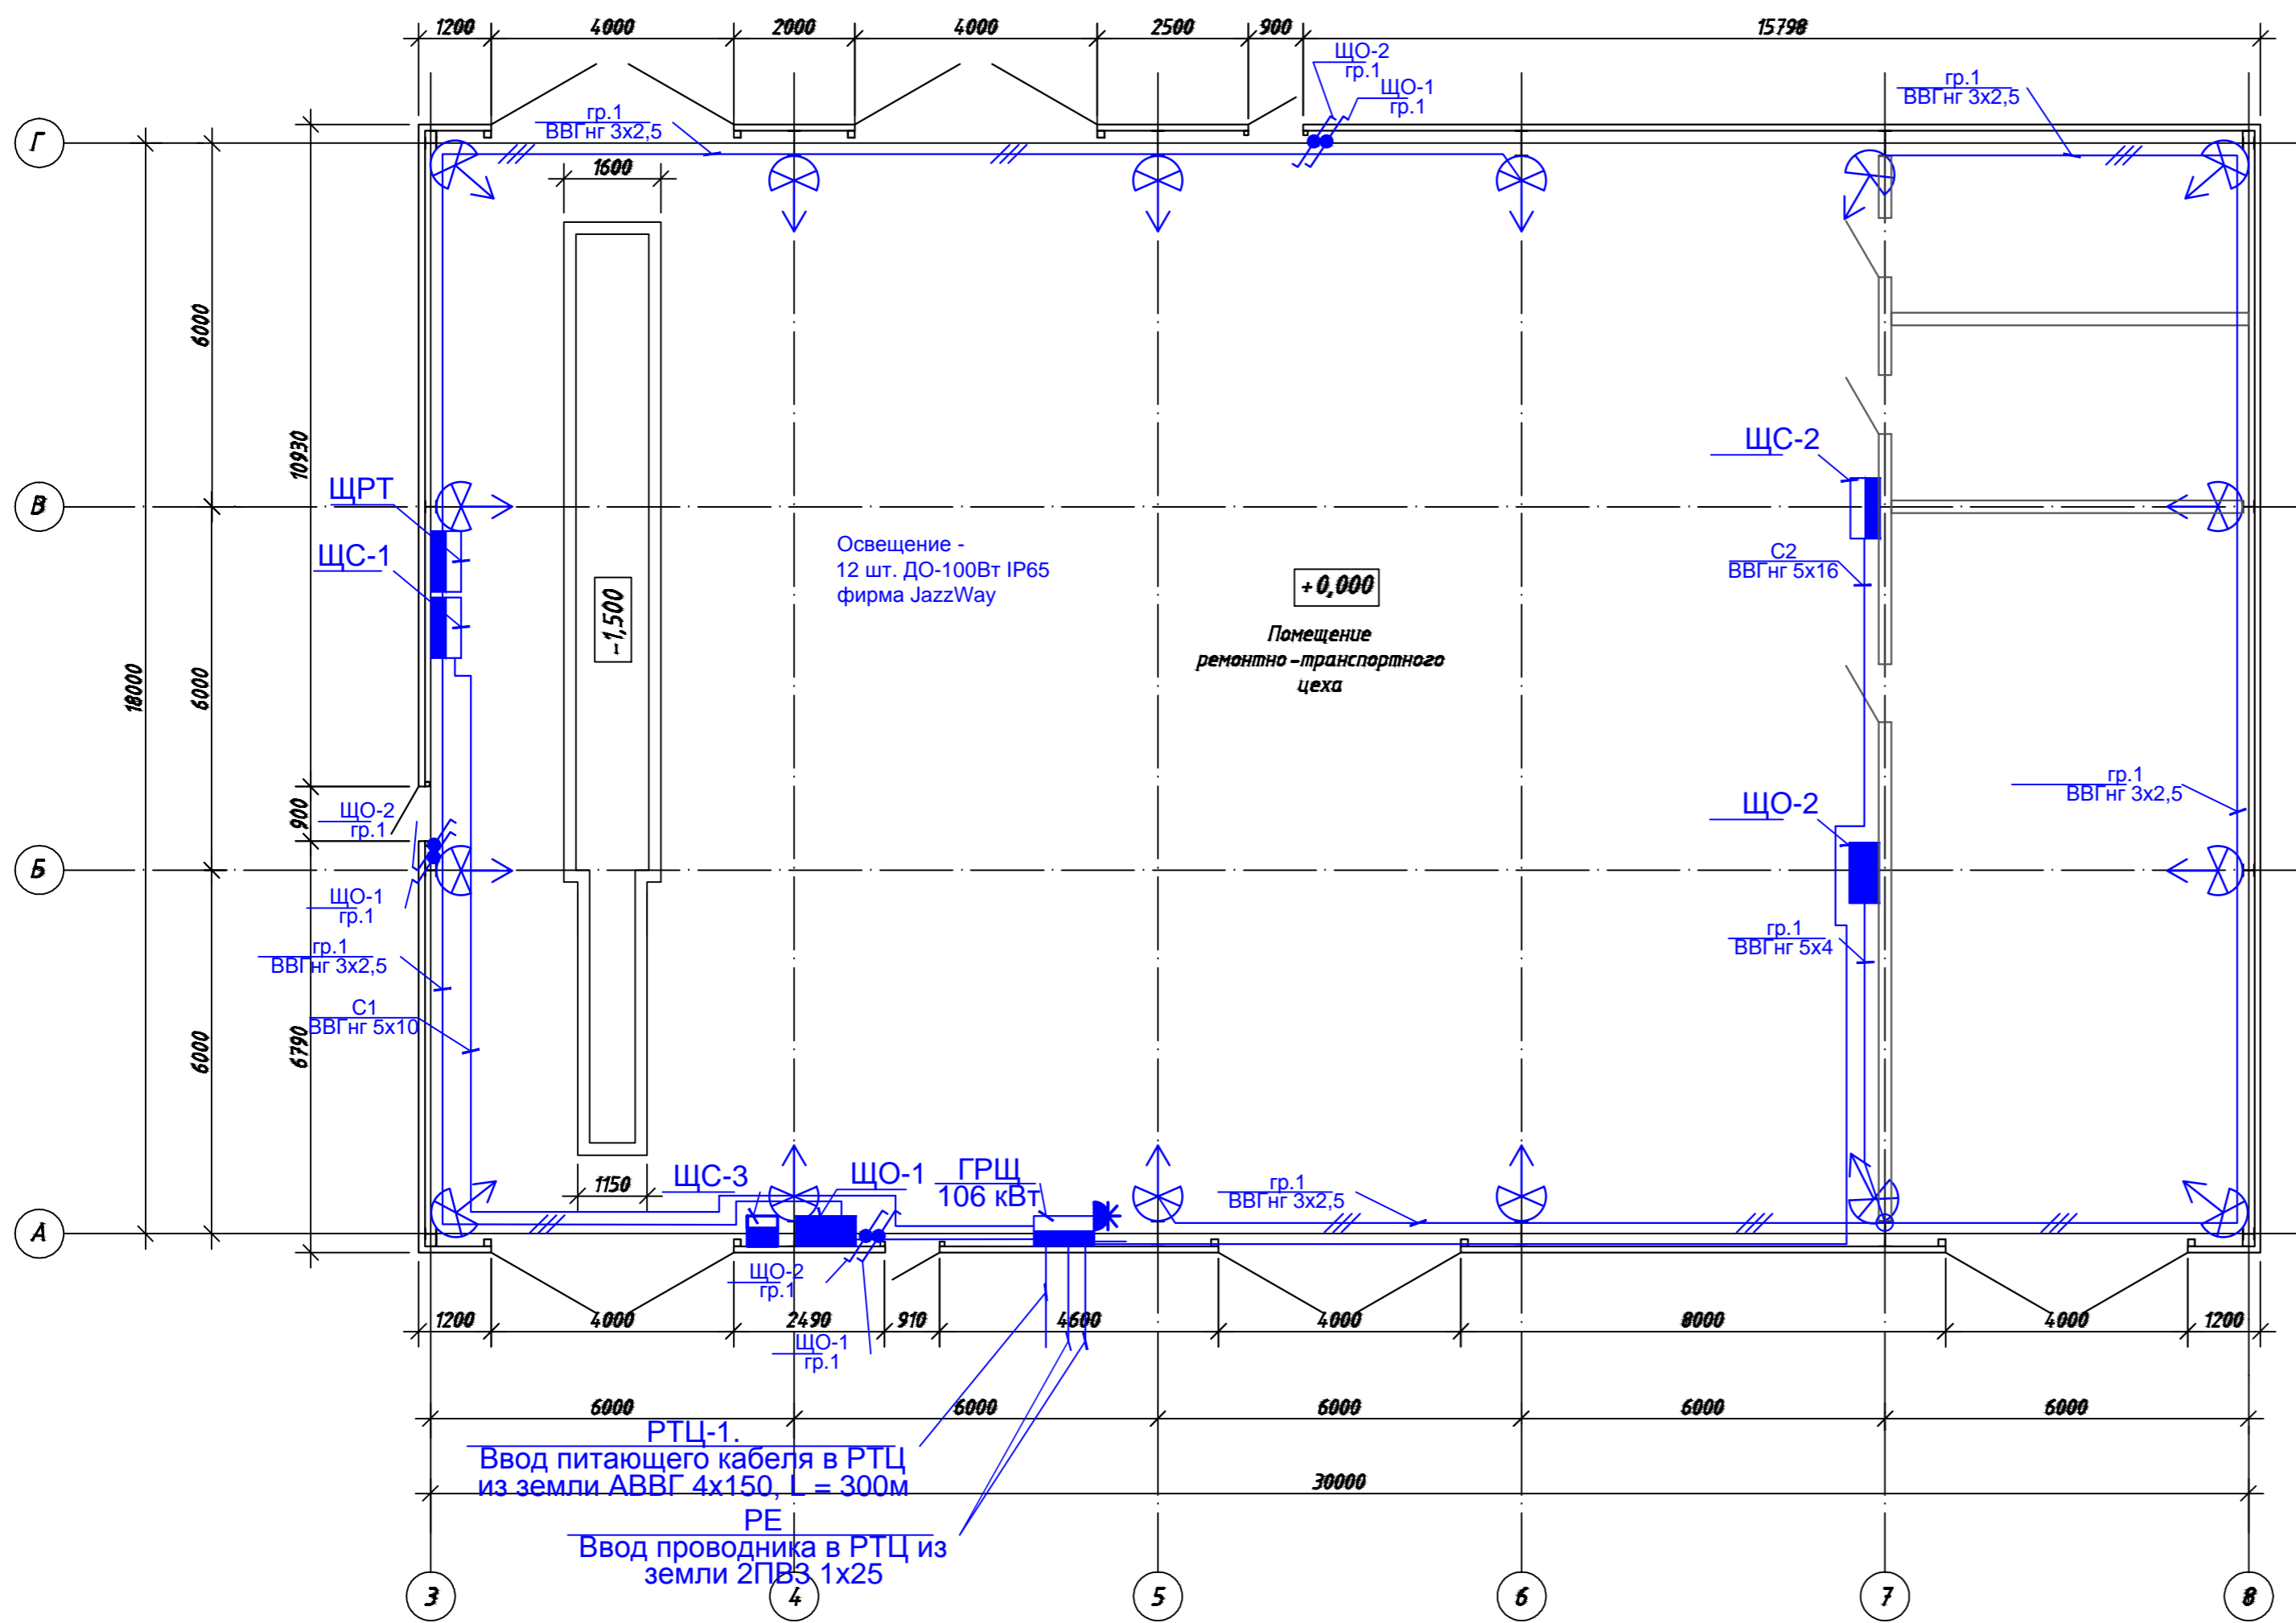 1200
4000
2000
4000
2500
900
15798
ЩО-2
гр.1
ЩО-1
гр.1
гр.1
ВВГнг 3х2,5
гр.1
ВВГнг 3х2,5
Г
1600
6000
10930
ЩРТ
В
ЩС-1
ЩС-2
Освещение -
12 шт. ДО-100Вт IP65
фирма JazzWay
+0,000
Помещение
ремонтно-транспортного
цеха
-1,500
С2
ВВГнг 5х16
18000
6000
900
ЩО-2
гр.1
ЩО-2
гр.1
ВВГнг 3х2,5
Б
ЩО-1
гр.1
гр.1
ВВГнг 3х2,5
гр.1
ВВГнг 5х4
С1
ВВГнг 5х10
6000
6790
1150
ЩС-3
ЩО-1
ГРЩ
106 кВт
гр.1
ВВГнг 3х2,5
А
ЩО-2
гр.1
ЩО-1
гр.1
1200
4000
2490
910
4600
4000
8000
4000
1200
6000
6000
6000
6000
6000
РТЦ-1.
Ввод питающего кабеля в РТЦ
из земли АВВГ 4х150, L = 300м
30000
РЕ
Ввод проводника в РТЦ из
земли 2ПВ3 1х25
3
4
5
6
7
8